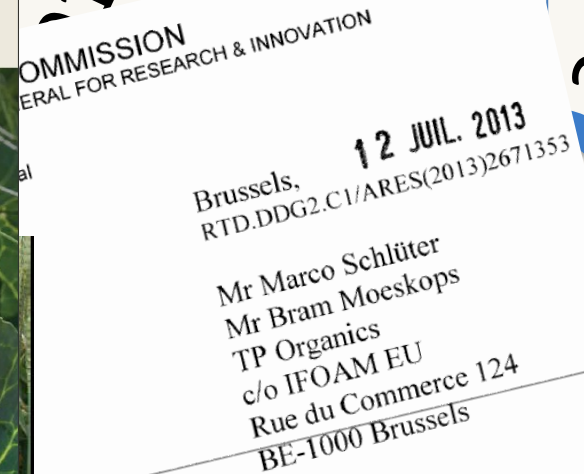 OMMISSION
ERAL FOR RESEARCH & INNOVATION
al
12 JUIL. 2013
Brussels,
RTD.DDG2.C1/ARES(2013)2671353
Mr Marco Schlüter
Mr Bram Moeskops
TP Organics
c/o IFOAM EU
Rue du Commerce 124
BE-1000 Brussels